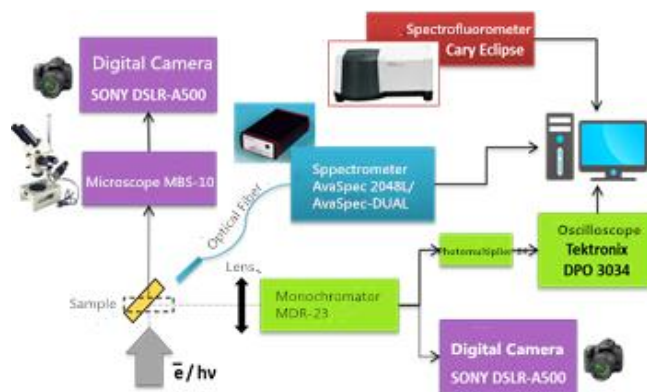 Spectrofluorometer
Cary Eclipse
Digital Camera
SONY DSLR-A500
Microscope MBS-10
Sppectrometer
AvaSpec 2048L/
AvaSpec-DUAL
Optical Fiber
Oscilloscope
Tektronix
DPO 3034
Photomultiplier
Lens
Sample
Monochromator
MDR-23
e/hν
Digital Camera
SONY DSLR-A500